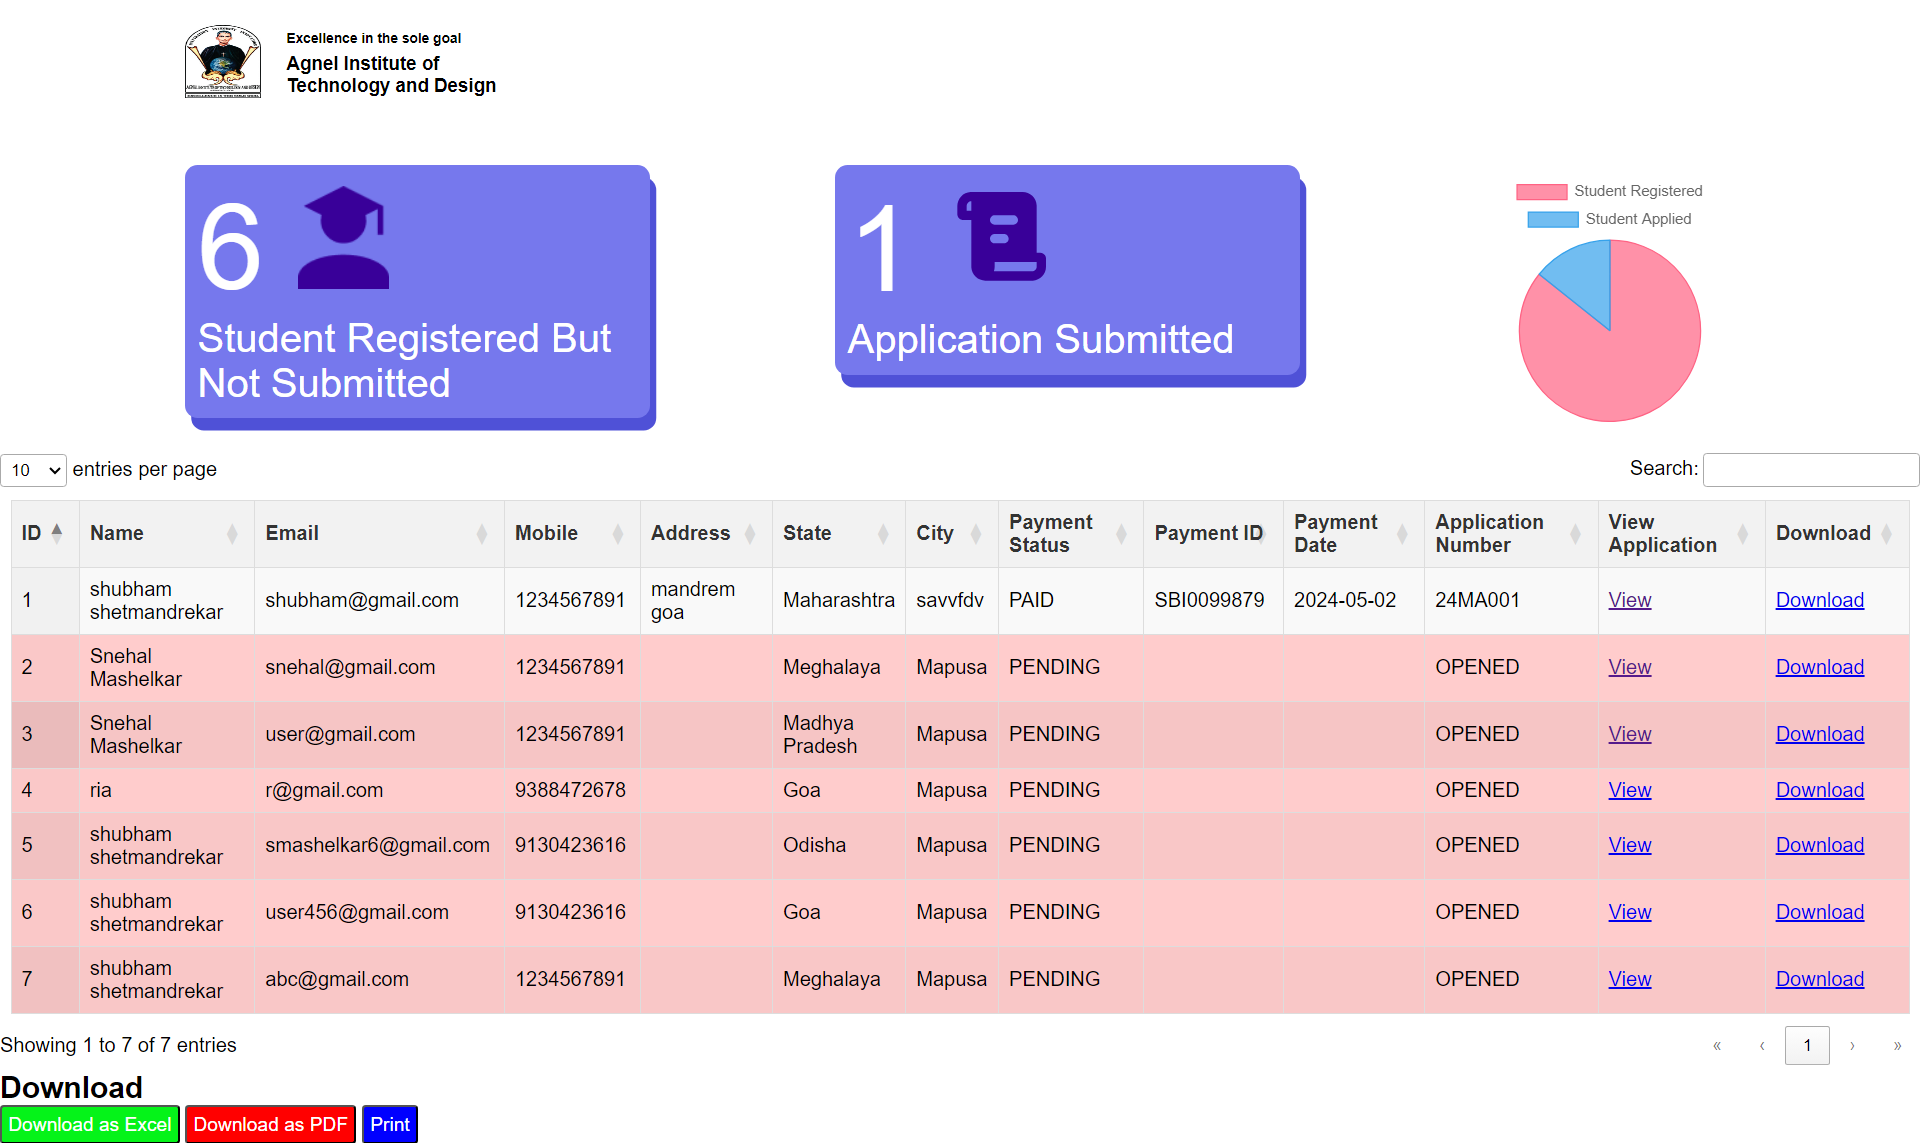 Excellence in the sole goal
Agnel Institute of
Technology and Design
6
Student Registered But
Not Submitted
1
Application Submitted
Student Registered
Student Applied
10 entries per page
Search:
ID Name Email Mobile Address State City Payment Status Payment ID Payment Date Application Number View Application Download
1 shubham shetmandrekar shubham@gmail.com 1234567891 mandrem goa Maharashtra savvfdv PAID SBI0099879 2024-05-02 24MA001 View Download
2 Snehal Mashelkar snehal@gmail.com 1234567891 Meghalaya Mapusa PENDING OPENED View Download
3 Snehal Mashelkar user@gmail.com 1234567891 Madhya Pradesh Mapusa PENDING OPENED View Download
4 ria r@gmail.com 9388472678 Goa Mapusa PENDING OPENED View Download
5 shubham shetmandrekar smashelkar6@gmail.com 9130423616 Odisha Mapusa PENDING OPENED View Download
6 shubham shetmandrekar user456@gmail.com 9130423616 Goa Mapusa PENDING OPENED View Download
7 shubham shetmandrekar abc@gmail.com 1234567891 Meghalaya Mapusa PENDING OPENED View Download
Showing 1 to 7 of 7 entries
« ‹ 1 › »
Download
Download as Excel Download as PDF Print